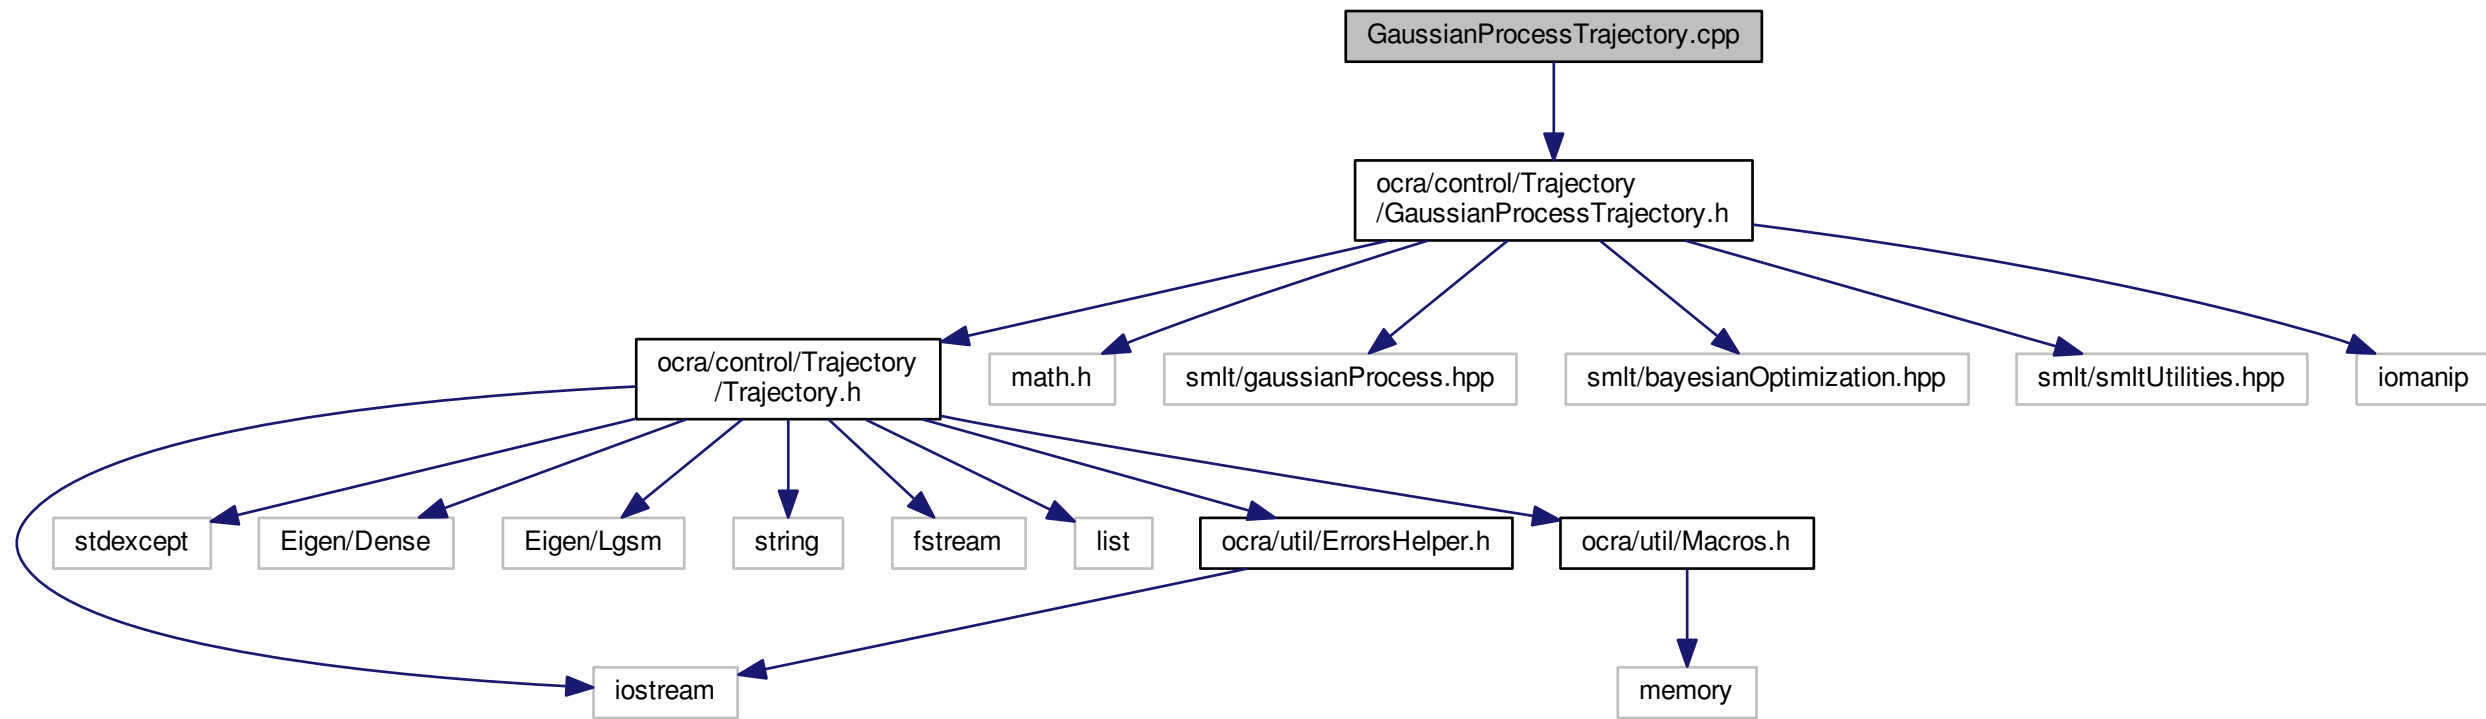 GaussianProcessTrajectory.cpp
ocra/control/Trajectory
/GaussianProcessTrajectory.h
ocra/control/Trajectory
/Trajectory.h
math.h
smlt/gaussianProcess.hpp
smlt/bayesianOptimization.hpp
smlt/smltUtilities.hpp
iomanip
stdexcept
Eigen/Dense
Eigen/Lgsm
string
fstream
list
ocra/util/ErrorsHelper.h
ocra/util/Macros.h
iostream
memory